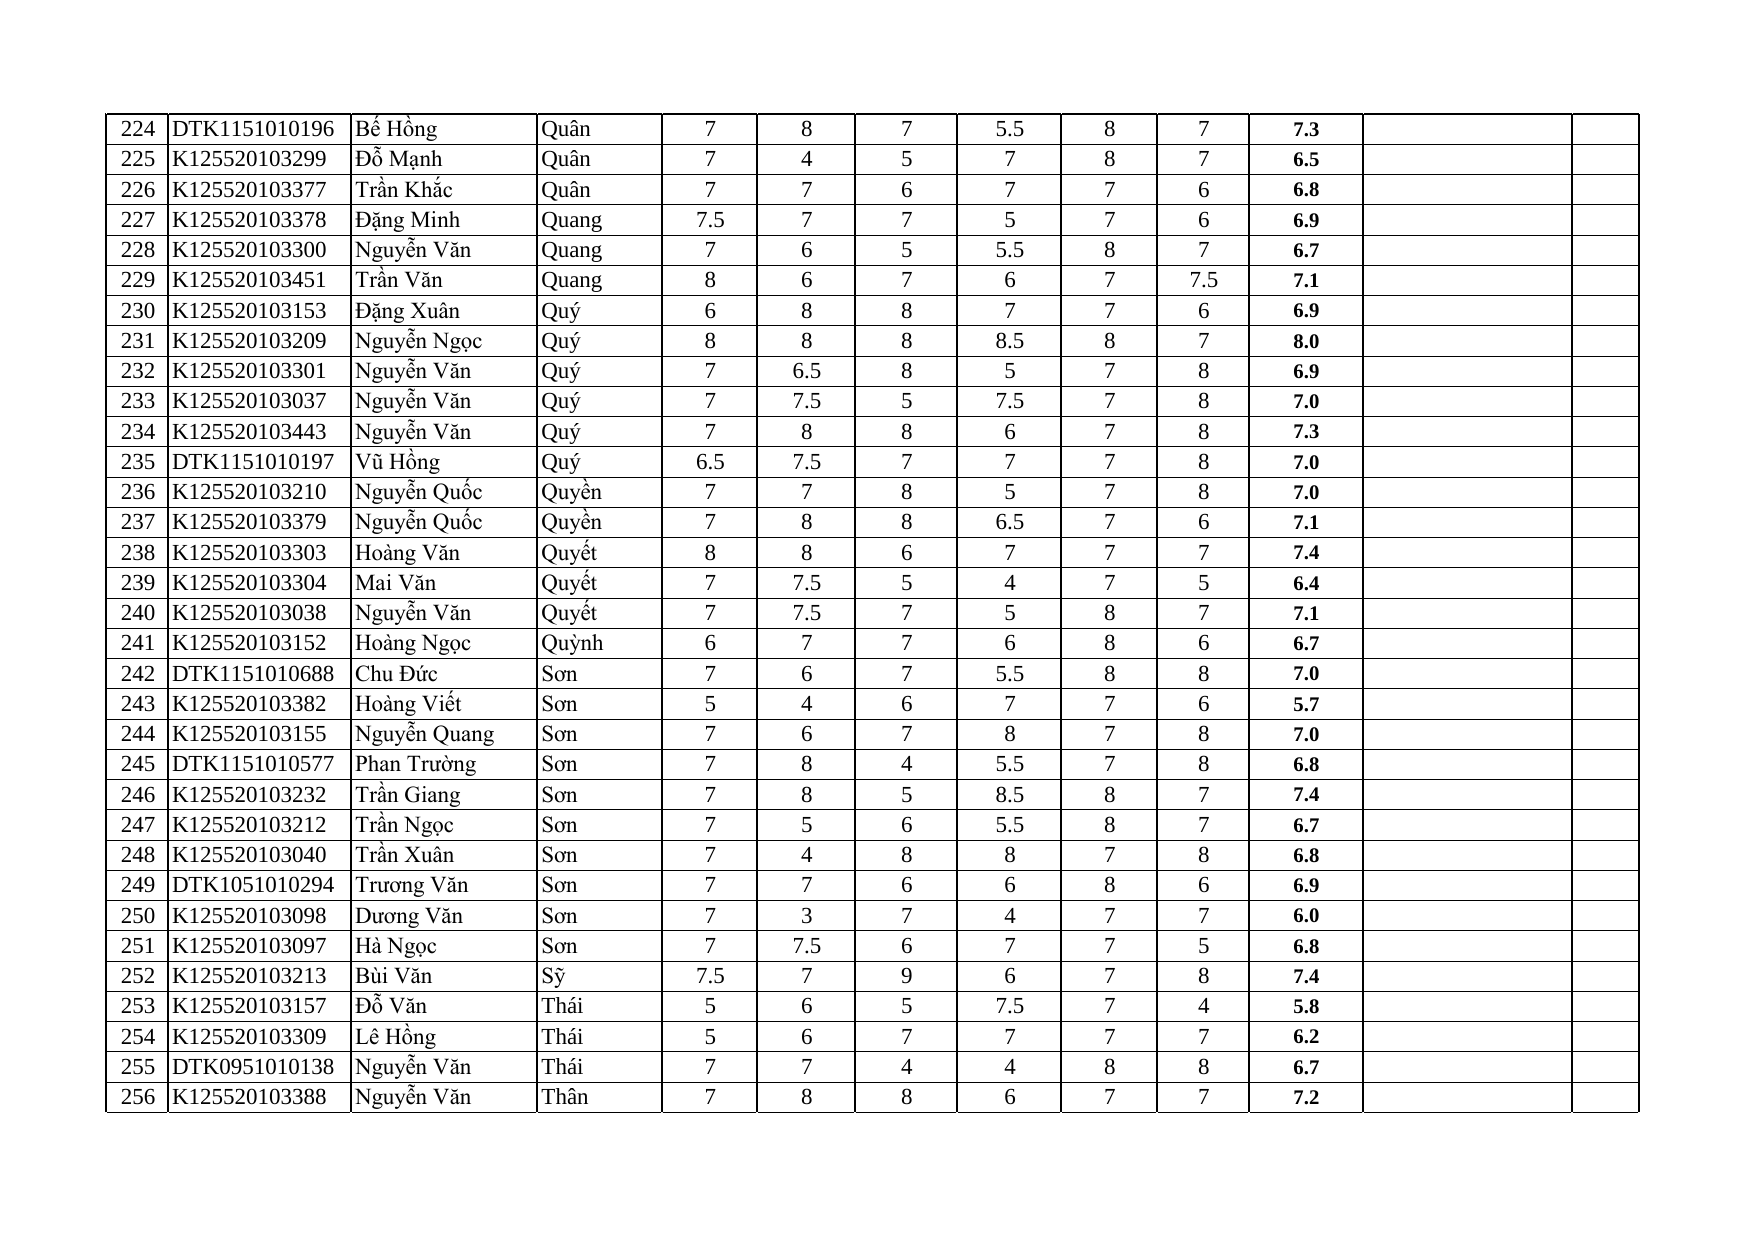 224 DTK1151010196 Bế Hồng Quân 7 8 7 5.5 8 7 7.3
225 K125520103299 Đỗ Mạnh Quân 7 4 5 7 8 7 6.5
226 K125520103377 Trần Khắc Quân 7 7 6 7 7 6 6.8
227 K125520103378 Đặng Minh Quang 7.5 7 7 5 7 6 6.9
228 K125520103300 Nguyễn Văn Quang 7 6 5 5.5 8 7 6.7
229 K125520103451 Trần Văn Quang 8 6 7 6 7 7.5 7.1
230 K125520103153 Đặng Xuân Quý 6 8 8 7 7 6 6.9
231 K125520103209 Nguyễn Ngọc Quý 8 8 8 8.5 8 7 8.0
232 K125520103301 Nguyễn Văn Quý 7 6.5 8 5 7 8 6.9
233 K125520103037 Nguyễn Văn Quý 7 7.5 5 7.5 7 8 7.0
234 K125520103443 Nguyễn Văn Quý 7 8 8 6 7 8 7.3
235 DTK1151010197 Vũ Hồng Quý 6.5 7.5 7 7 7 8 7.0
236 K125520103210 Nguyễn Quốc Quyền 7 7 8 5 7 8 7.0
237 K125520103379 Nguyễn Quốc Quyền 7 8 8 6.5 7 6 7.1
238 K125520103303 Hoàng Văn Quyết 8 8 6 7 7 7 7.4
239 K125520103304 Mai Văn Quyết 7 7.5 5 4 7 5 6.4
240 K125520103038 Nguyễn Văn Quyết 7 7.5 7 5 8 7 7.1
241 K125520103152 Hoàng Ngọc Quỳnh 6 7 7 6 8 6 6.7
242 DTK1151010688 Chu Đức Sơn 7 6 7 5.5 8 8 7.0
243 K125520103382 Hoàng Viết Sơn 5 4 6 7 7 6 5.7
244 K125520103155 Nguyễn Quang Sơn 7 6 7 8 7 8 7.0
245 DTK1151010577 Phan Trường Sơn 7 8 4 5.5 7 8 6.8
246 K125520103232 Trần Giang Sơn 7 8 5 8.5 8 7 7.4
247 K125520103212 Trần Ngọc Sơn 7 5 6 5.5 8 7 6.7
248 K125520103040 Trần Xuân Sơn 7 4 8 8 7 8 6.8
249 DTK1051010294 Trương Văn Sơn 7 7 6 6 8 6 6.9
250 K125520103098 Dương Văn Sơn 7 3 7 4 7 7 6.0
251 K125520103097 Hà Ngọc Sơn 7 7.5 6 7 7 5 6.8
252 K125520103213 Bùi Văn Sỹ 7.5 7 9 6 7 8 7.4
253 K125520103157 Đỗ Văn Thái 5 6 5 7.5 7 4 5.8
254 K125520103309 Lê Hồng Thái 5 6 7 7 7 7 6.2
255 DTK0951010138 Nguyễn Văn Thái 7 7 4 4 8 8 6.7
256 K125520103388 Nguyễn Văn Thân 7 8 8 6 7 7 7.2